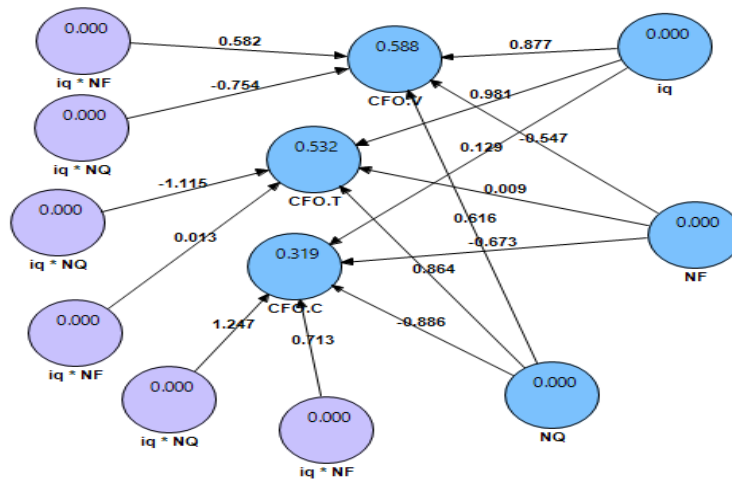 0.000
iq * NF
0.582
0.588
CFO.V
0.877
0.000
iq
-0.754
0.000
iq * NQ
0.981
0.129
-0.547
0.532
CFO.T
-1.115
0.000
iq * NQ
0.009
0.616
0.000
NF
0.013
0.319
CFO.C
-0.673
0.864
0.000
iq * NF
1.247
0.713
-0.886
0.000
iq * NQ
0.000
iq * NF
0.000
NQ